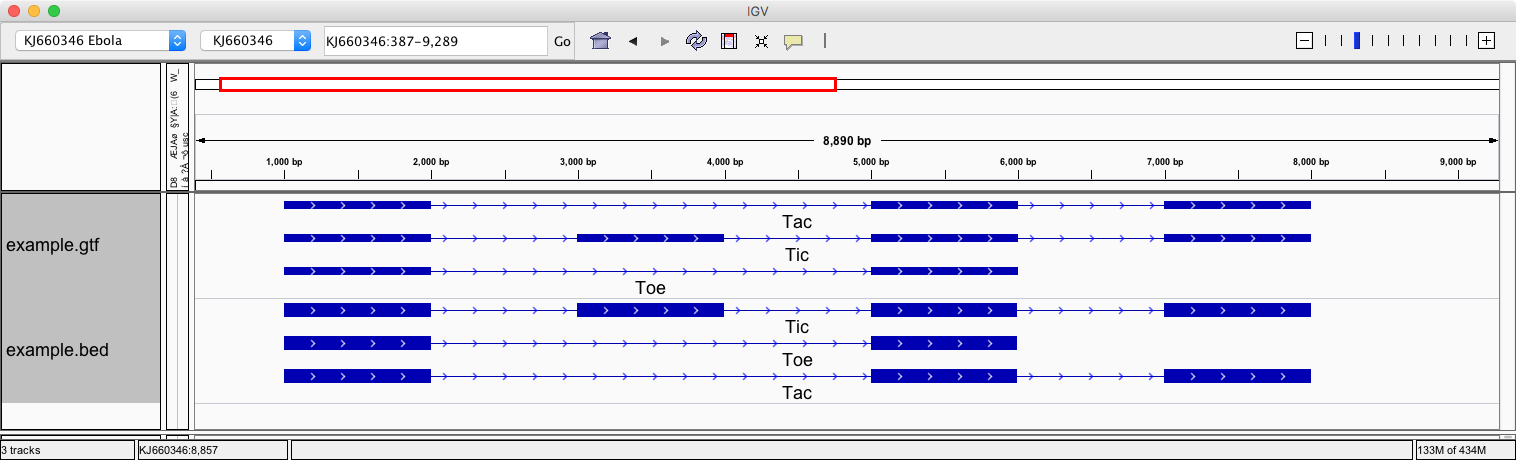 IGV
KJ660346 Ebola KJ660346 KJ660346:387-9,289 Go
8,890 bp
1,000 bp 2,000 bp 3,000 bp 4,000 bp 5,000 bp 6,000 bp 7,000 bp 8,000 bp 9,000 bp
example.gtf
Tac
Tic
Toe
example.bed
Tic
Toe
Tac
3 tracks KJ660346:8,857 133M of 434M